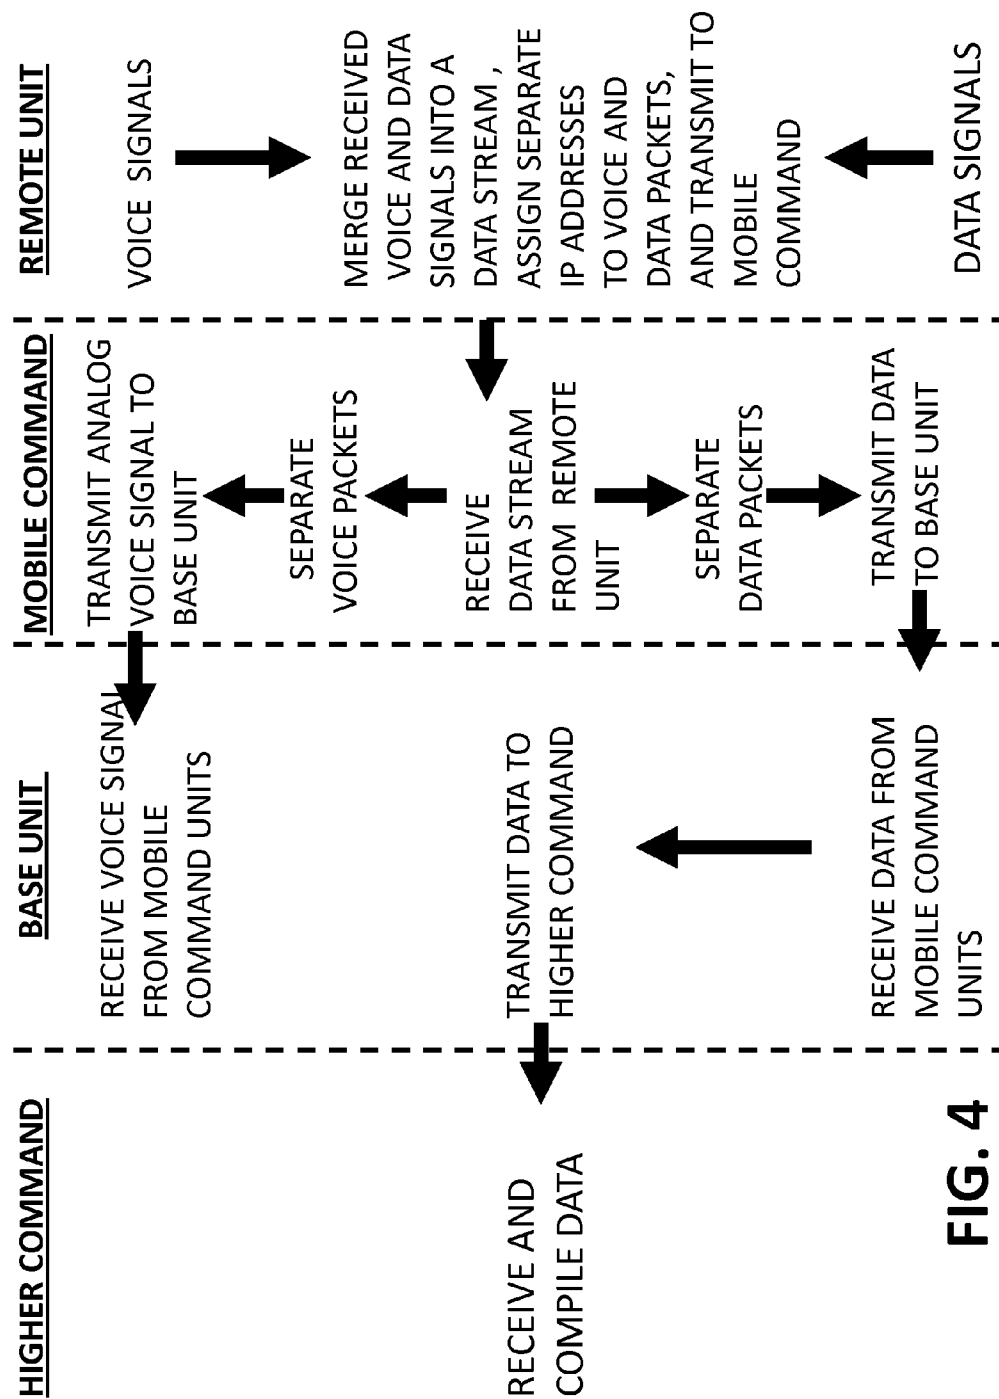 HIGHER COMMAND
RECEIVE AND
COMPILE DATA
BASE UNIT
RECEIVE VOICE SIGNAL
FROM MOBILE
COMMAND UNITS
TRANSMIT DATA TO
HIGHER COMMAND
RECEIVE DATA FROM
MOBILE COMMAND
UNITS
MOBILE COMMAND
TRANSMIT ANALOG
VOICE SIGNAL TO
BASE UNIT
SEPARATE
VOICE PACKETS
RECEIVE
DATA STREAM
FROM REMOTE
UNIT
SEPARATE
DATA PACKETS
TRANSMIT DATA
TO BASE UNIT
REMOTE UNIT
VOICE SIGNALS
MERGE RECEIVED
VOICE AND DATA
SIGNALS INTO A
DATA STREAM ,
ASSIGN SEPARATE
IP ADDRESSES
TO VOICE AND
DATA PACKETS,
AND TRANSMIT TO
MOBILE
COMMAND
DATA SIGNALS
FIG. 4